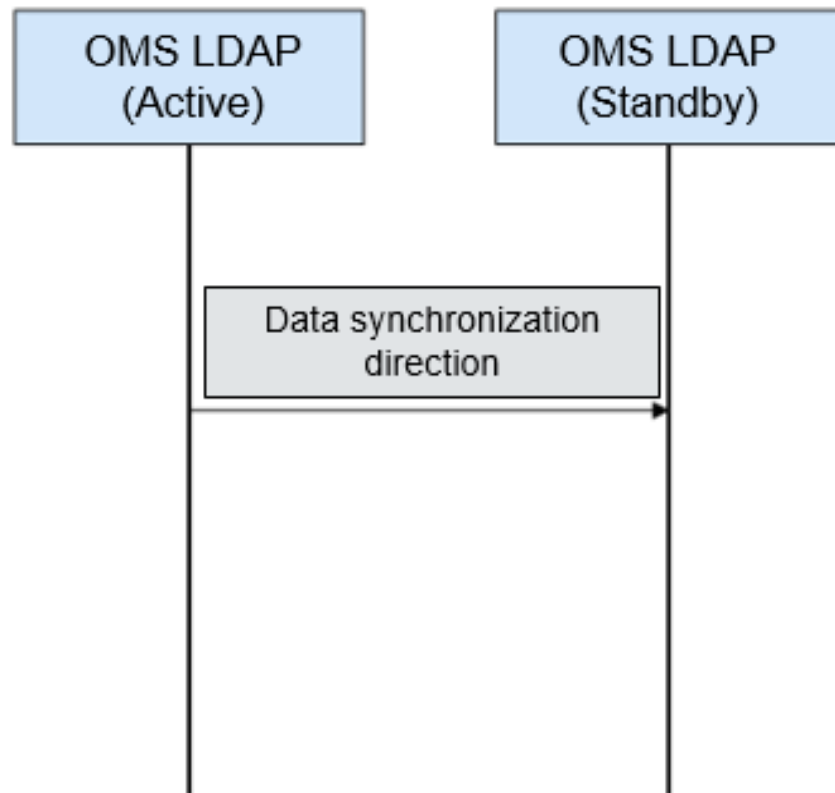 OMS LDAP
(Active)
OMS LDAP
(Standby)
Data synchronization
direction